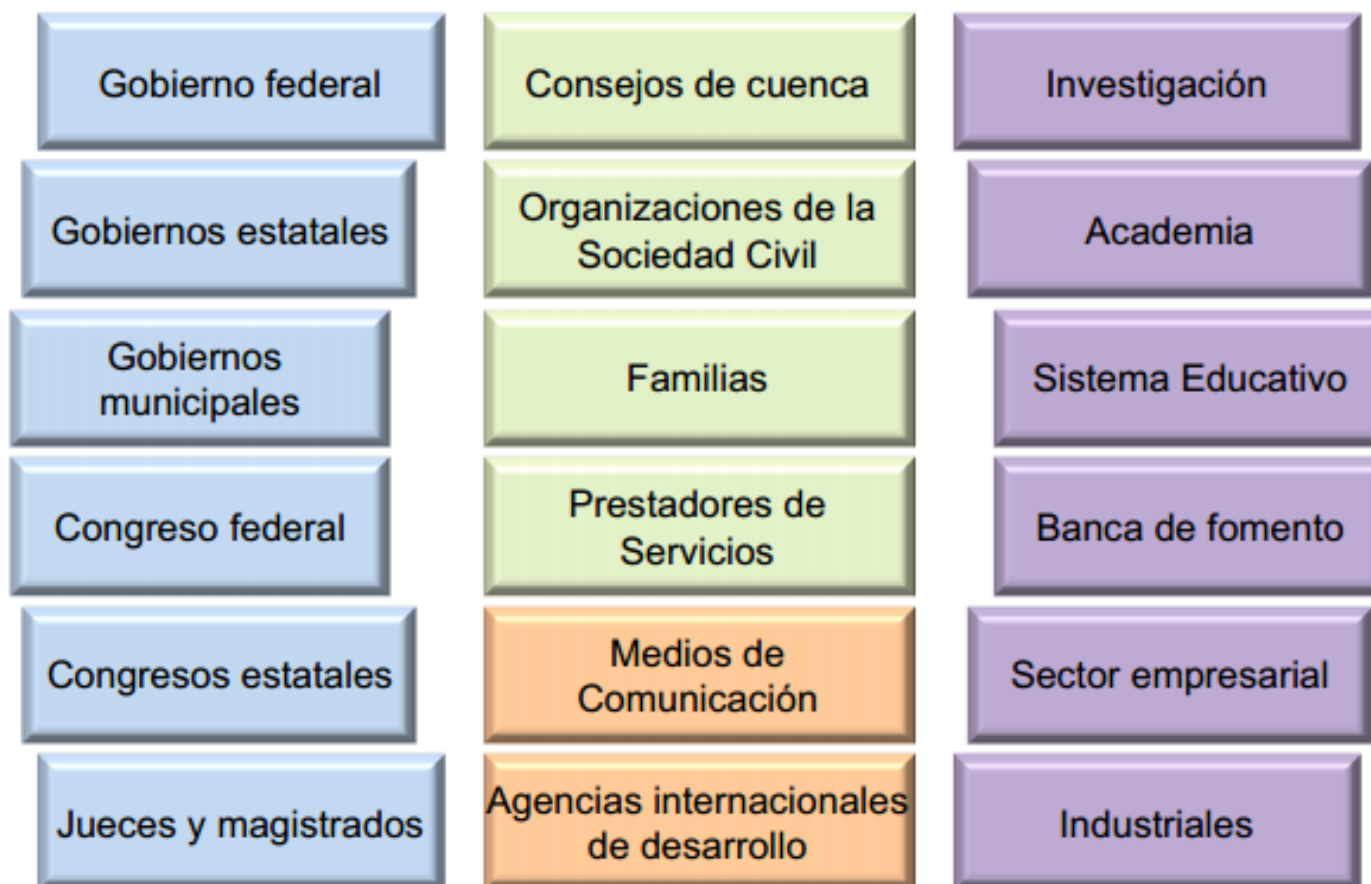 Gobierno federal
Consejos de cuenca
Investigación
Gobiernos estatales
Organizaciones de la
Sociedad Civil
Academia
Gobiernos
municipales
Familias
Sistema Educativo
Congreso federal
Prestadores de
Servicios
Banca de fomento
Congresos estatales
Medios de
Comunicación
Sector empresarial
Jueces y magistrados
Agencias internacionales
de desarrollo
Industriales